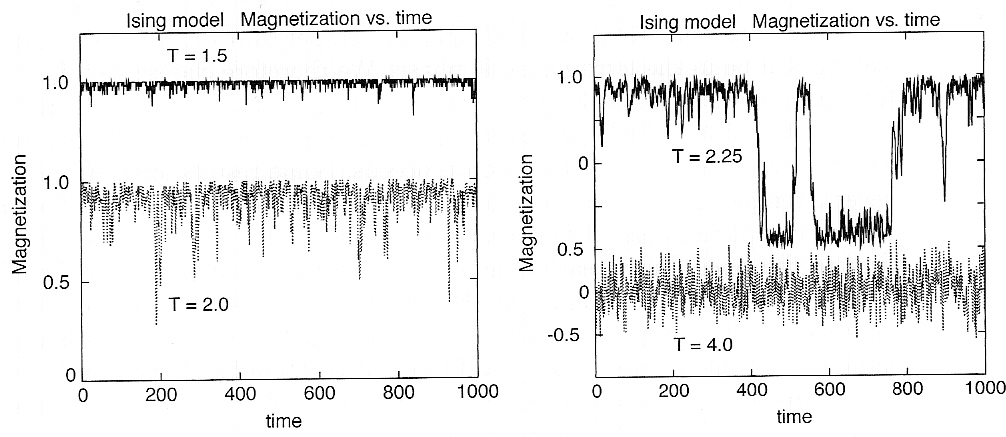 Ising model Magnetization vs. time
T = 1.5
1.0
1.0
T = 2.0
0.5
0
Magnetization
0 200 400 600 800 1000
time
Ising model Magnetization vs. time
1.0
T = 2.25
0
0.5
0
-0.5
T = 4.0
Magnetization
0 200 400 600 800 1000
time